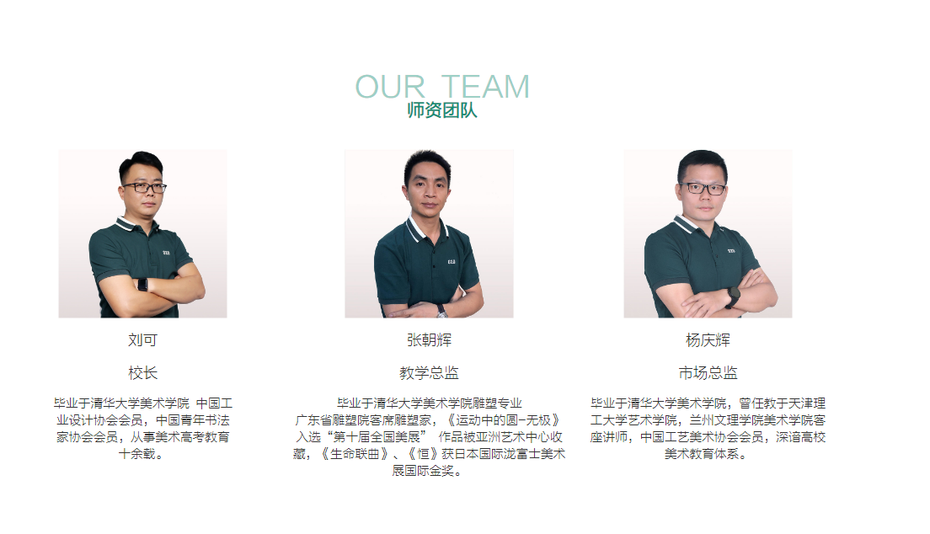 OUR TEAM
师资团队
刘可
校长
毕业于清华大学美术学院 中国工
业设计协会会员，中国青年书法
家协会会员，从事美术高考教育
十余载。
张朝辉
教学总监
毕业于清华大学美术学院雕塑专业
广东省雕塑院客席雕塑家，《运动中的圆-无极》
入选“第十届全国美展” 作品被亚洲艺术中心收
藏，《生命联曲》、《恒》获日本国际泷富士美术
展国际金奖。
杨庆辉
市场总监
毕业于清华大学美术学院，曾任教于天津理
工大学艺术学院，兰州文理学院美术学院客
座讲师，中国工艺美术协会会员，深谙高校
美术教育体系。